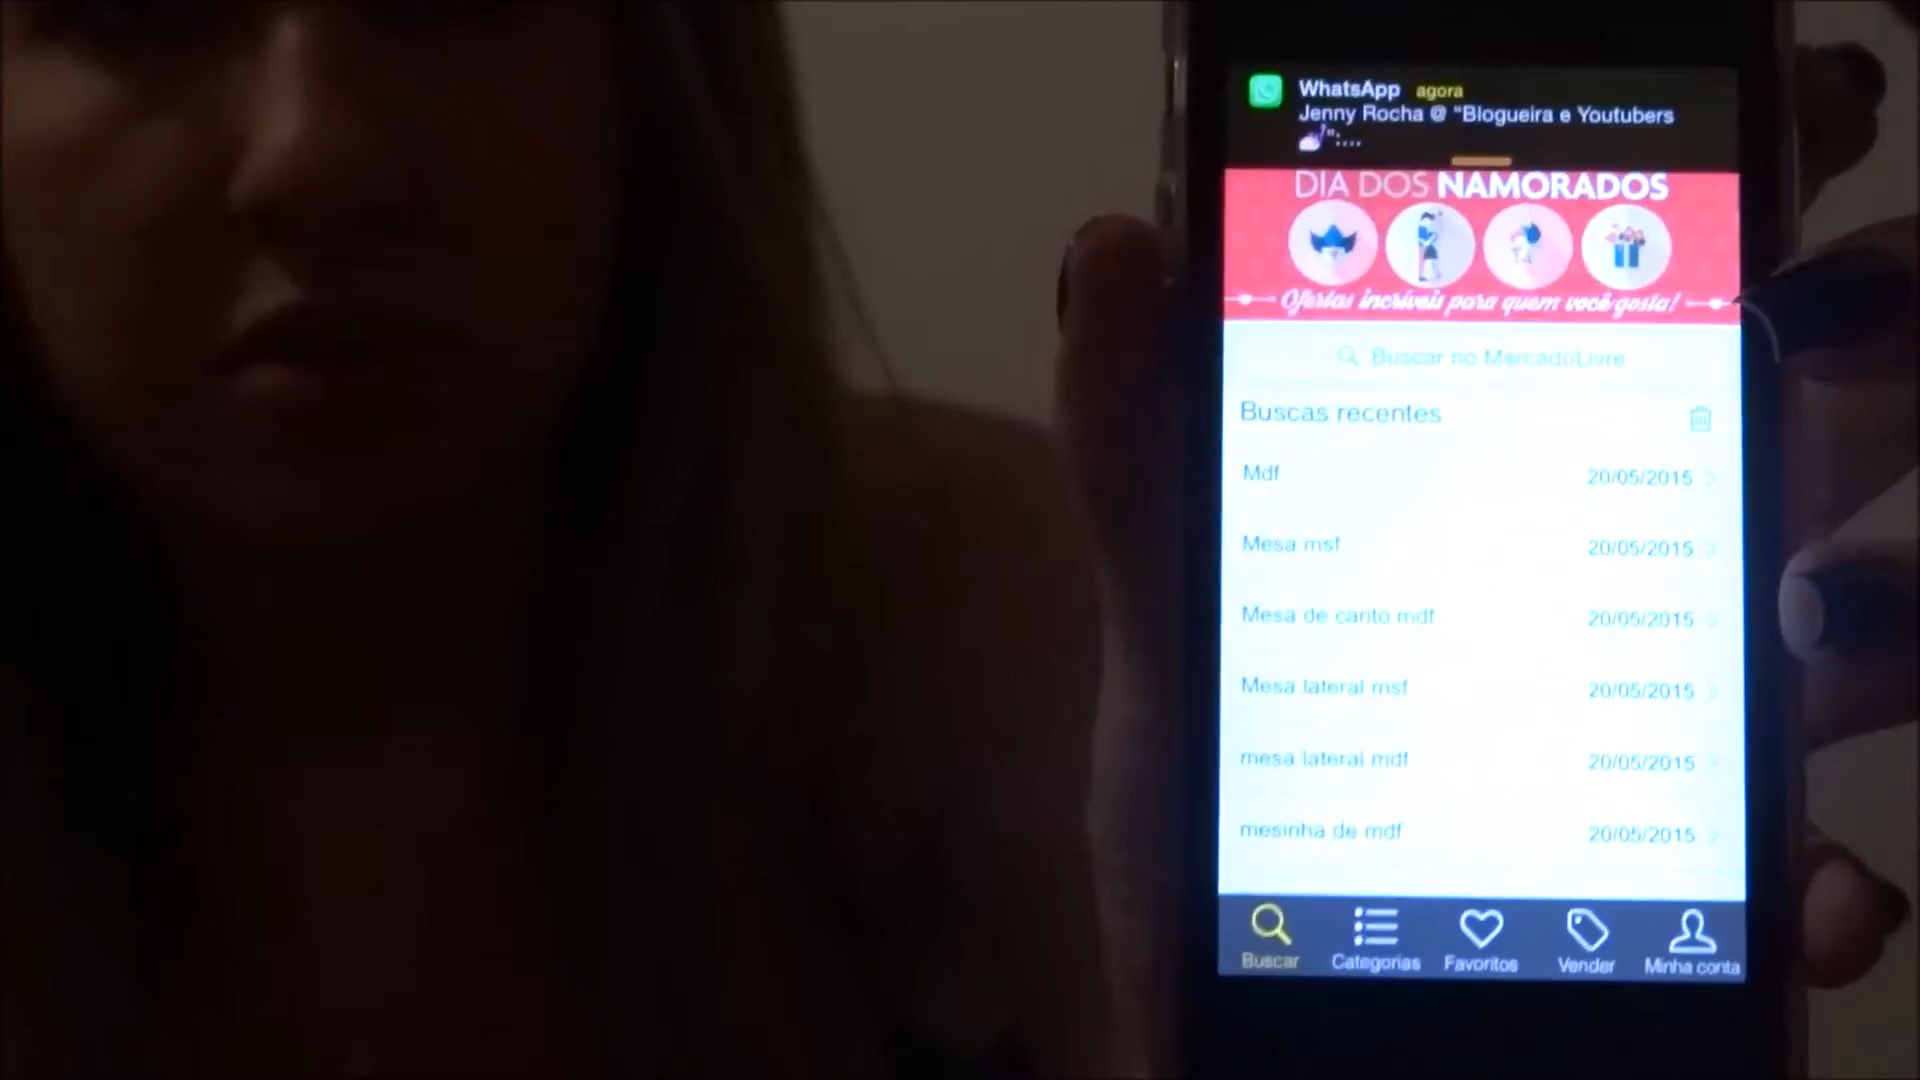 WhatsApp agora
Jenny Rocha @ "Blogueira e Youtubers
💅":....
DIA DOS NAMORADOS
Ofertas incríveis para quem você gosta!
Buscar no MercadoLivre
Buscas recentes
Mdf 20/05/2015
Mesa msf 20/05/2015
Mesa de canto mdf 20/05/2015
Mesa lateral msf 20/05/2015
mesa lateral mdf 20/05/2015
mesinha de mdf 20/05/2015
Buscar Categorias Favoritos Vender Minha conta